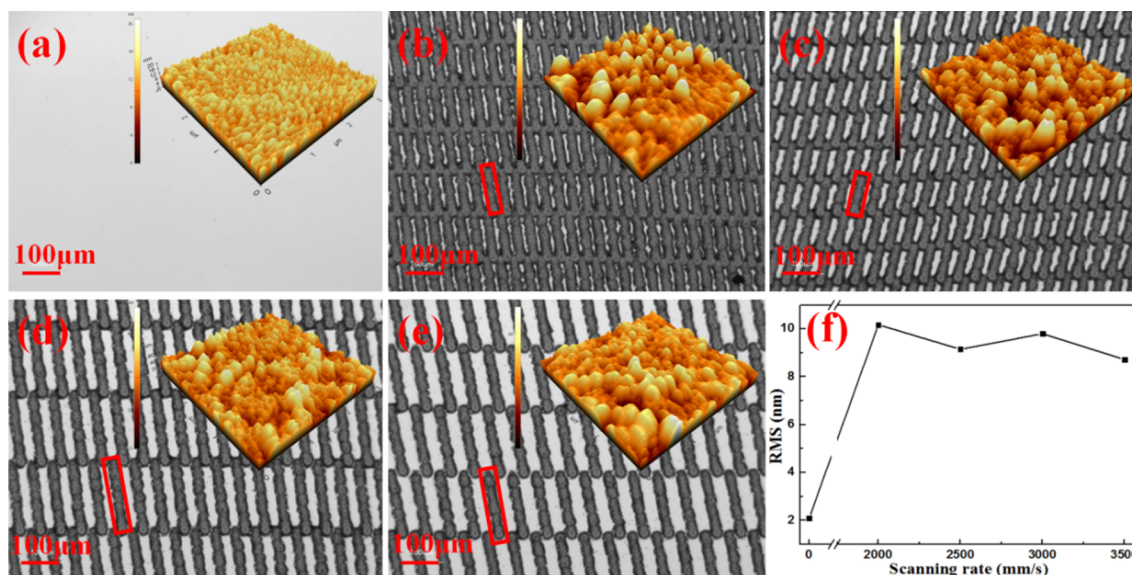 (a)
100μm
(b)
100μm
(c)
100μm
(d)
100μm
(e)
100μm
(f)
10
8
6
4
2
RMS (nm)
0 2000 2500 3000 3500
Scanning rate (mm/s)